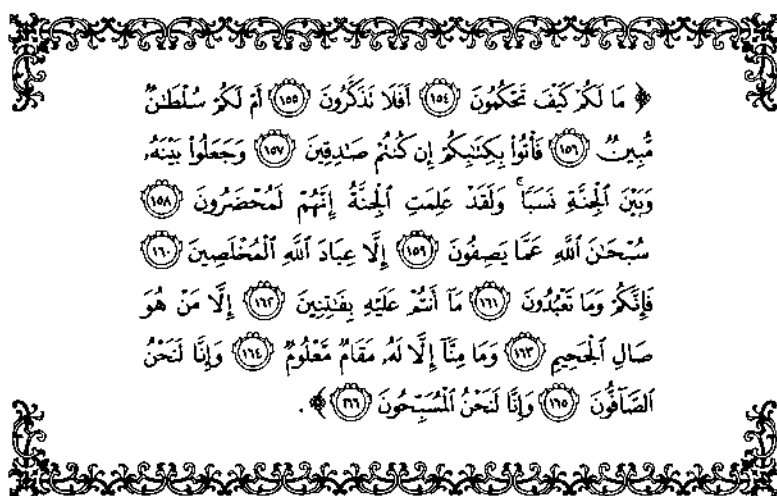 ﴿ مَا لَكُمْ كَيْفَ تَحْكُمُونَ ١٥٤ أَفَلَا تَذَكَّرُونَ ١٥٥ أَمْ لَكُمْ سُلْطَٰنٌ
مُّبِينٌ ١٥٦ فَأْتُوا۟ بِكِتَٰبِكُمْ إِن كُنتُمْ صَٰدِقِينَ ١٥٧ وَجَعَلُوا۟ بَيْنَهُۥ
وَبَيْنَ ٱلْجِنَّةِ نَسَبًا ۚ وَلَقَدْ عَلِمَتِ ٱلْجِنَّةُ إِنَّهُمْ لَمُحْضَرُونَ ١٥٨
سُبْحَٰنَ ٱللَّهِ عَمَّا يَصِفُونَ ١٥٩ إِلَّا عِبَادَ ٱللَّهِ ٱلْمُخْلَصِينَ ١٦٠
فَإِنَّكُمْ وَمَا تَعْبُدُونَ ١٦١ مَآ أَنتُمْ عَلَيْهِ بِفَٰتِنِينَ ١٦٢ إِلَّا مَنْ هُوَ
صَالِ ٱلْجَحِيمِ ١٦٣ وَمَا مِنَّآ إِلَّا لَهُۥ مَقَامٌ مَّعْلُومٌ ١٦٤ وَإِنَّا لَنَحْنُ
ٱلصَّآفُّونَ ١٦٥ وَإِنَّا لَنَحْنُ ٱلْمُسَبِّحُونَ ١٦٦ ﴾ .